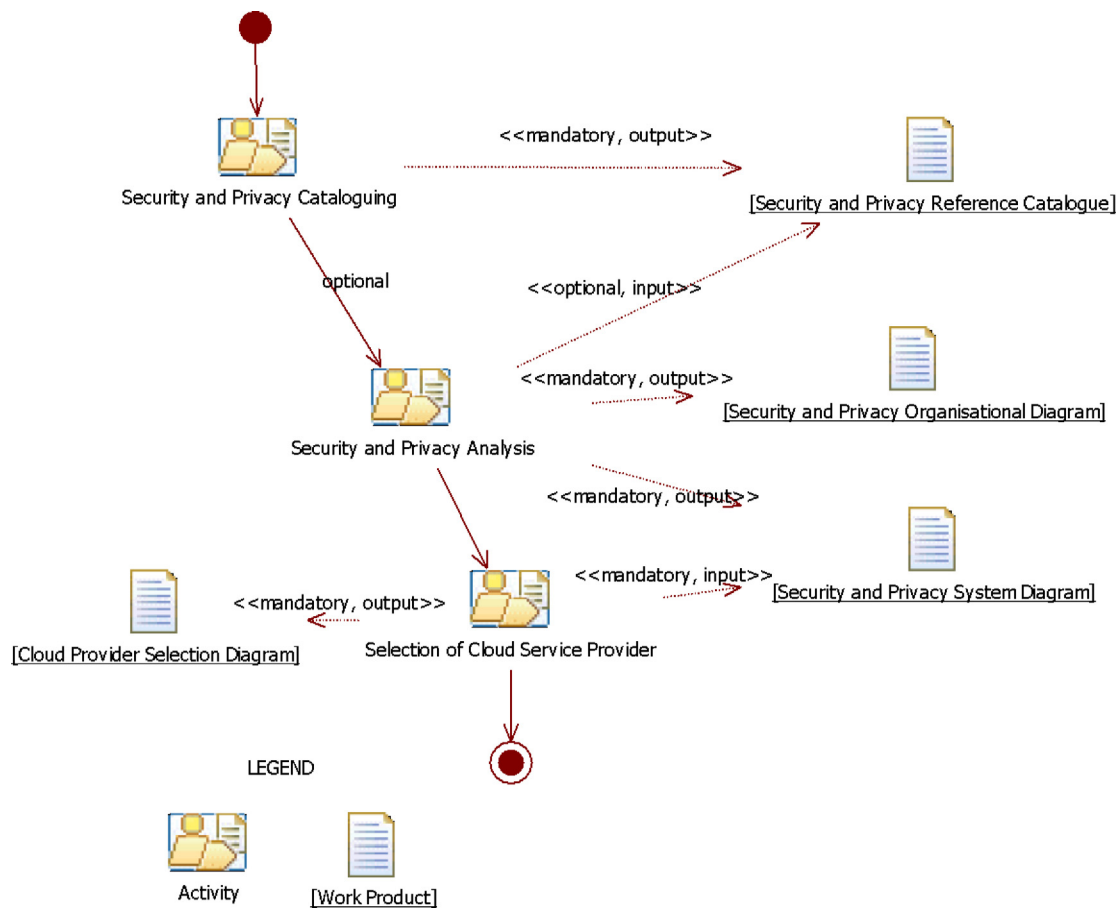 <<mandatory, output>>
Security and Privacy Cataloguing
[Security and Privacy Reference Catalogue]
optional
<<optional, input>>
<<mandatory, output>>
[Security and Privacy Organisational Diagram]
Security and Privacy Analysis
<<mandatory, output>>
<<mandatory, input>>
[Security and Privacy System Diagram]
<<mandatory, output>>
[Cloud Provider Selection Diagram]
Selection of Cloud Service Provider
LEGEND
Activity
[Work Product]